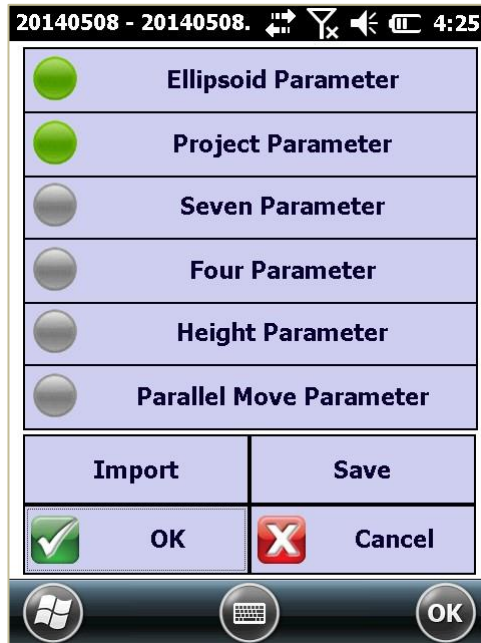 20140508 - 20140508. 4:25
Ellipsoid Parameter
Project Parameter
Seven Parameter
Four Parameter
Height Parameter
Parallel Move Parameter
Import Save
OK Cancel
OK